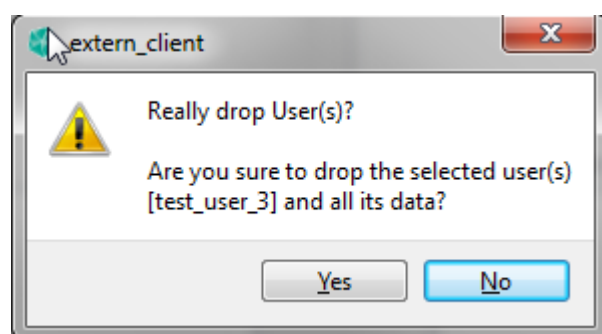 extern_client
Really drop User(s)?
Are you sure to drop the selected user(s)
[test_user_3] and all its data?
Yes
No